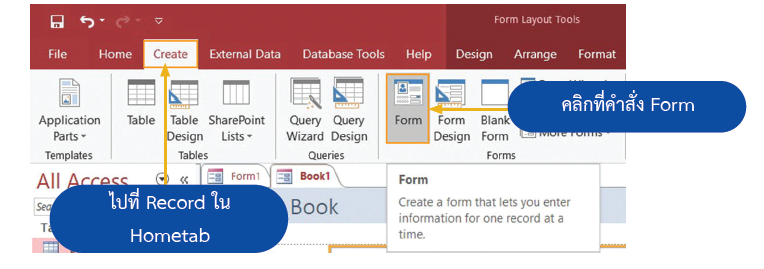 Form Layout Tools
File Home Create External Data Database Tools Help Design Arrange Format
Application Parts
Table
Table Design
SharePoint Lists
Query Wizard
Query Design
Form
Form Design
Blank Form
More Forms
คลิกที่คำสั่ง Form
Templates Tables Queries Forms
All Access
Form1
Book1
ไปที่ Record ใน
Hometab
Book
Form
Create a form that lets you enter
information for one record at a
time.